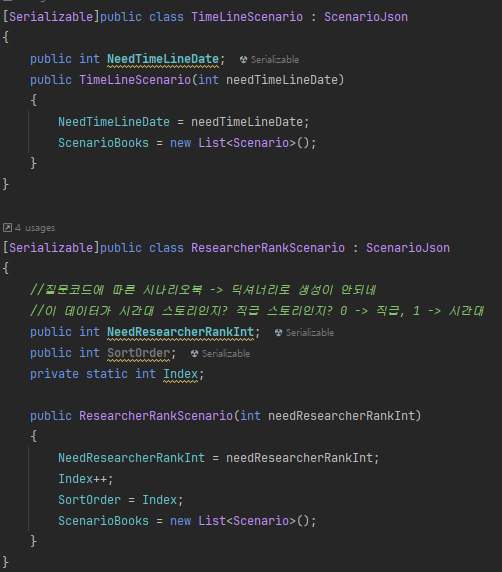 [Serializable]public class TimeLineScenario : ScenarioJson
{
    public int NeedTimeLineDate;  Serializable
    public TimeLineScenario(int needTimeLineDate)
    {
        NeedTimeLineDate = needTimeLineDate;
        ScenarioBooks = new List<Scenario>();
    }
}
4 usages
[Serializable]public class ResearcherRankScenario : ScenarioJson
{
    //질문코드에 따른 시나리오북 -> 딕셔너리로 생성이 안되네
    //이 데이터가 시간대 스토리인지? 직급 스토리인지? 0 -> 직급, 1 -> 시간대
    public int NeedResearcherRankInt;  Serializable
    public int SortOrder;  Serializable
    private static int Index;
    public ResearcherRankScenario(int needResearcherRankInt)
    {
        NeedResearcherRankInt = needResearcherRankInt;
        Index++;
        SortOrder = Index;
        ScenarioBooks = new List<Scenario>();
    }
}